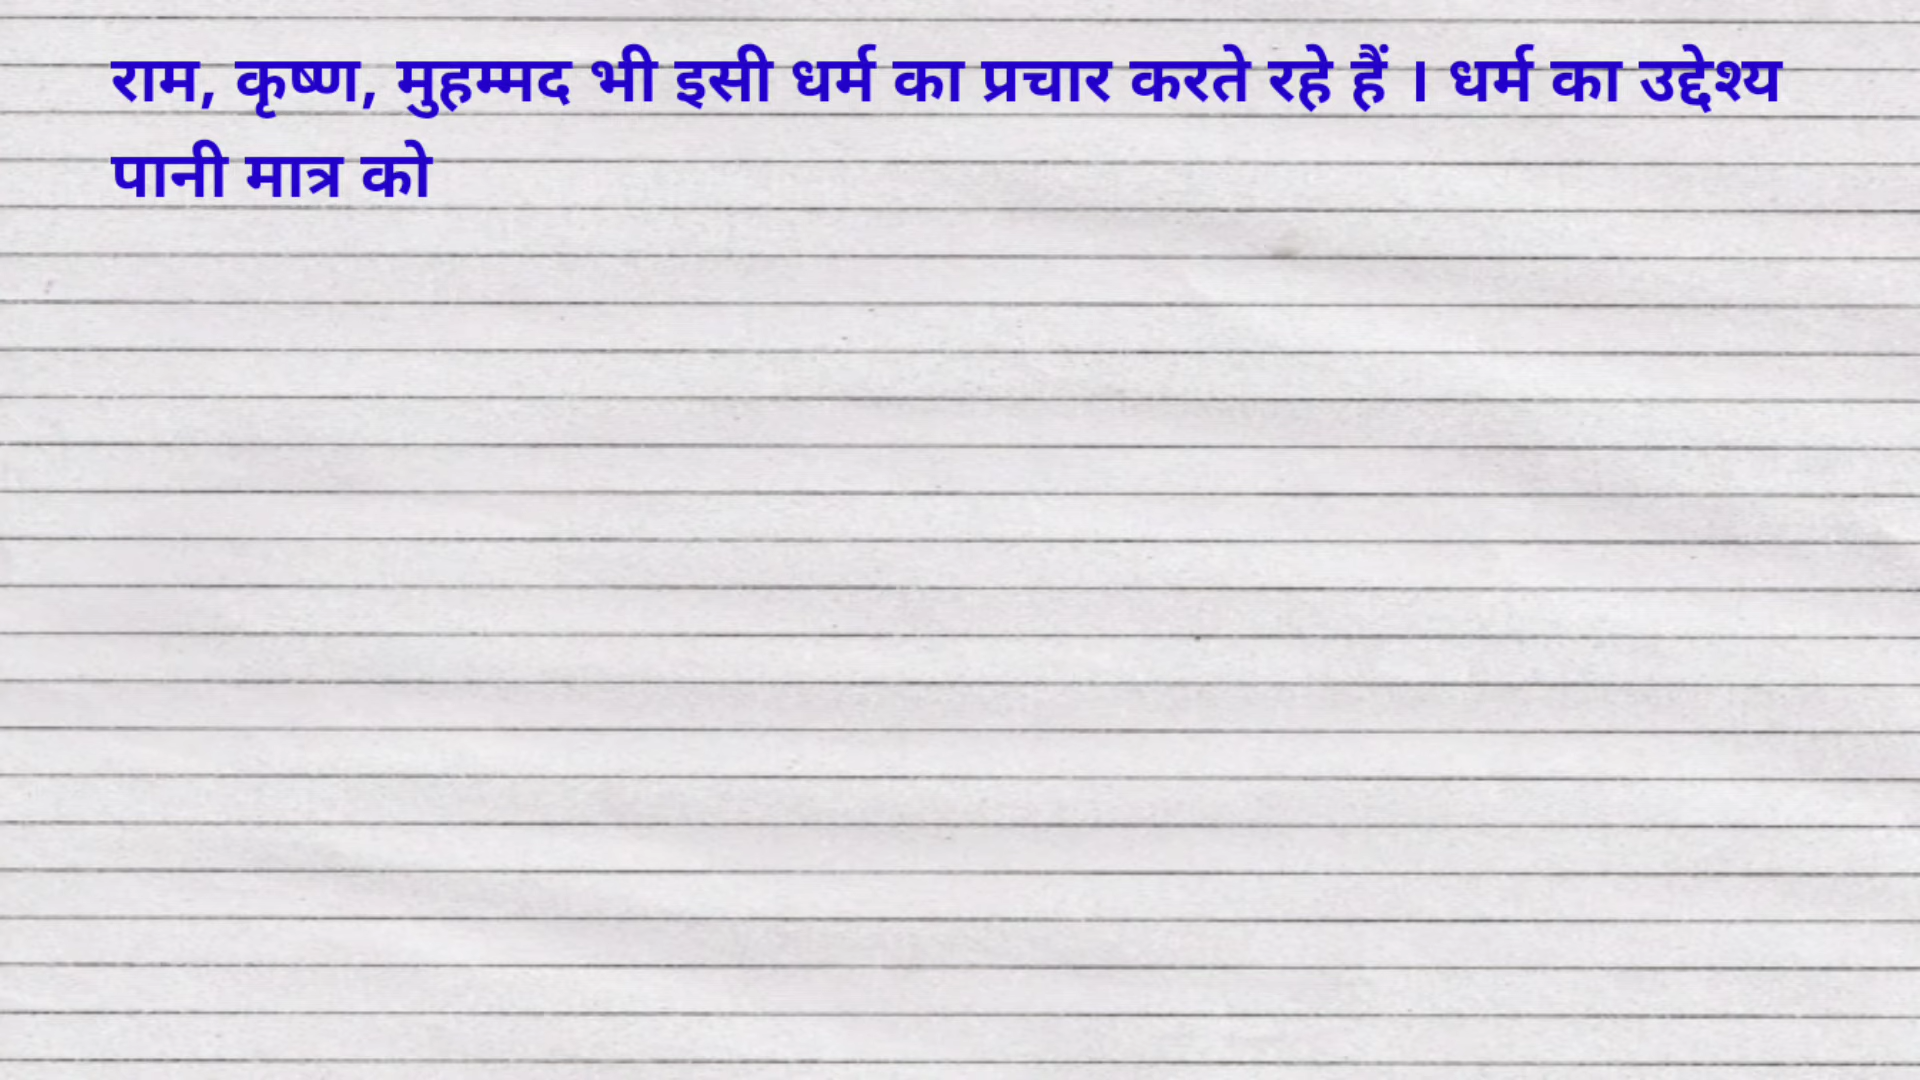 राम, कृष्ण, मुहम्मद भी इसी धर्म का प्रचार करते रहे हैं । धर्म का उद्देश्य
पानी मात्र को